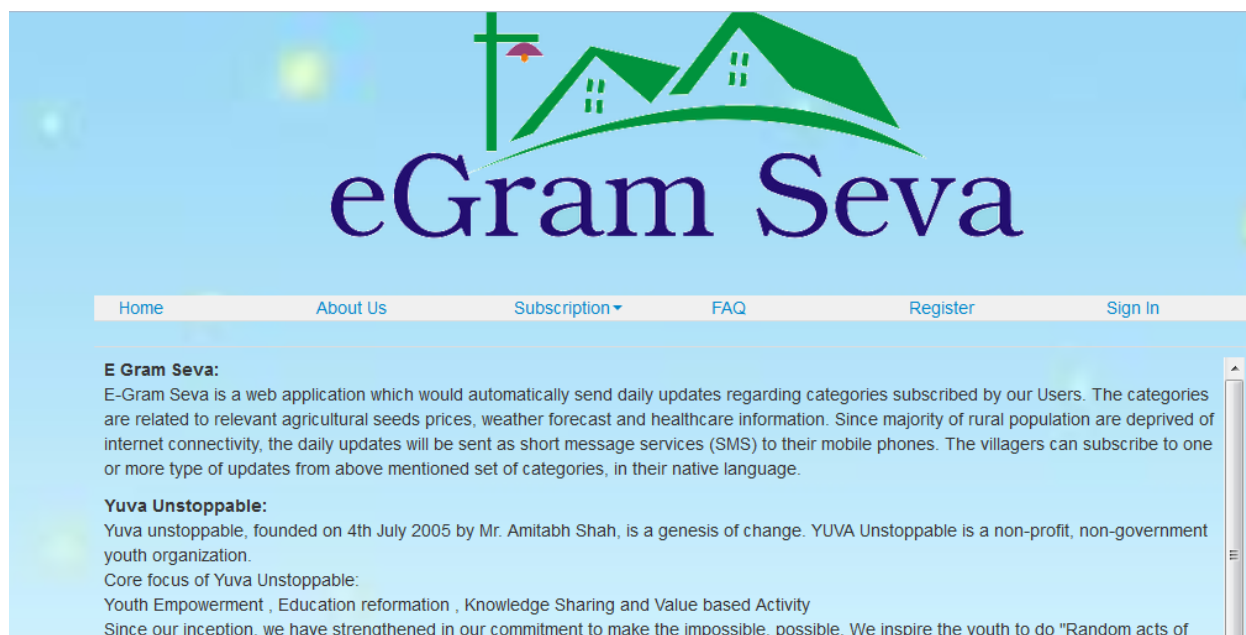 eGram Seva
Home About Us Subscription FAQ Register Sign In
E Gram Seva:
E-Gram Seva is a web application which would automatically send daily updates regarding categories subscribed by our Users. The categories
are related to relevant agricultural seeds prices, weather forecast and healthcare information. Since majority of rural population are deprived of
internet connectivity, the daily updates will be sent as short message services (SMS) to their mobile phones. The villagers can subscribe to one
or more type of updates from above mentioned set of categories, in their native language.
Yuva Unstoppable:
Yuva unstoppable, founded on 4th July 2005 by Mr. Amitabh Shah, is a genesis of change. YUVA Unstoppable is a non-profit, non-government
youth organization.
Core focus of Yuva Unstoppable:
Youth Empowerment , Education reformation , Knowledge Sharing and Value based Activity
Since our inception, we have strengthened in our commitment to make the impossible, possible. We inspire the youth to do "Random acts of